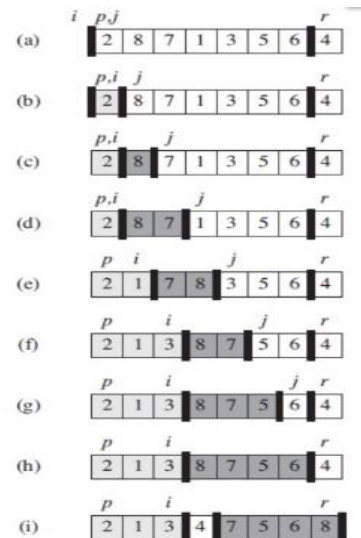 i p,j r
(a) 2 8 7 1 3 5 6 4
p,i j r
(b) 2 8 7 1 3 5 6 4
p,i j r
(c) 2 8 7 1 3 5 6 4
p,i j r
(d) 2 8 7 1 3 5 6 4
p i j r
(e) 2 1 7 8 3 5 6 4
p i j r
(f) 2 1 3 8 7 5 6 4
p i j r
(g) 2 1 3 8 7 5 6 4
p i r
(h) 2 1 3 8 7 5 6 4
p i r
(i) 2 1 3 4 7 5 6 8